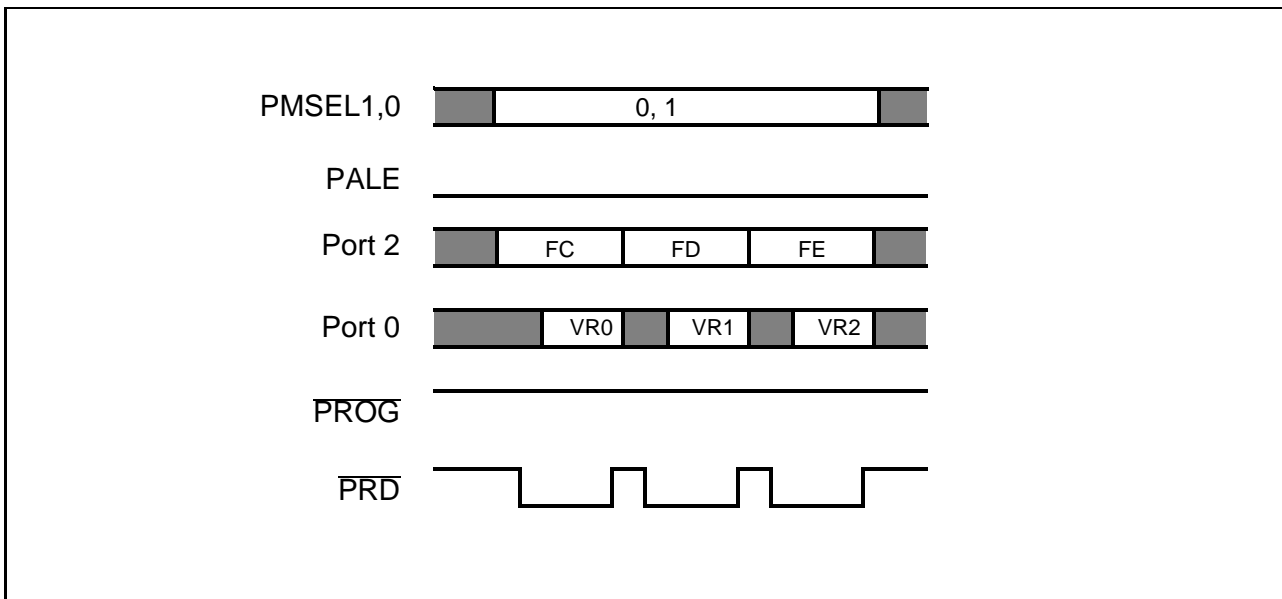 PMSEL1,0 0, 1
PALE
Port 2 FC FD FE
Port 0 VR0 VR1 VR2
PROG
PRD